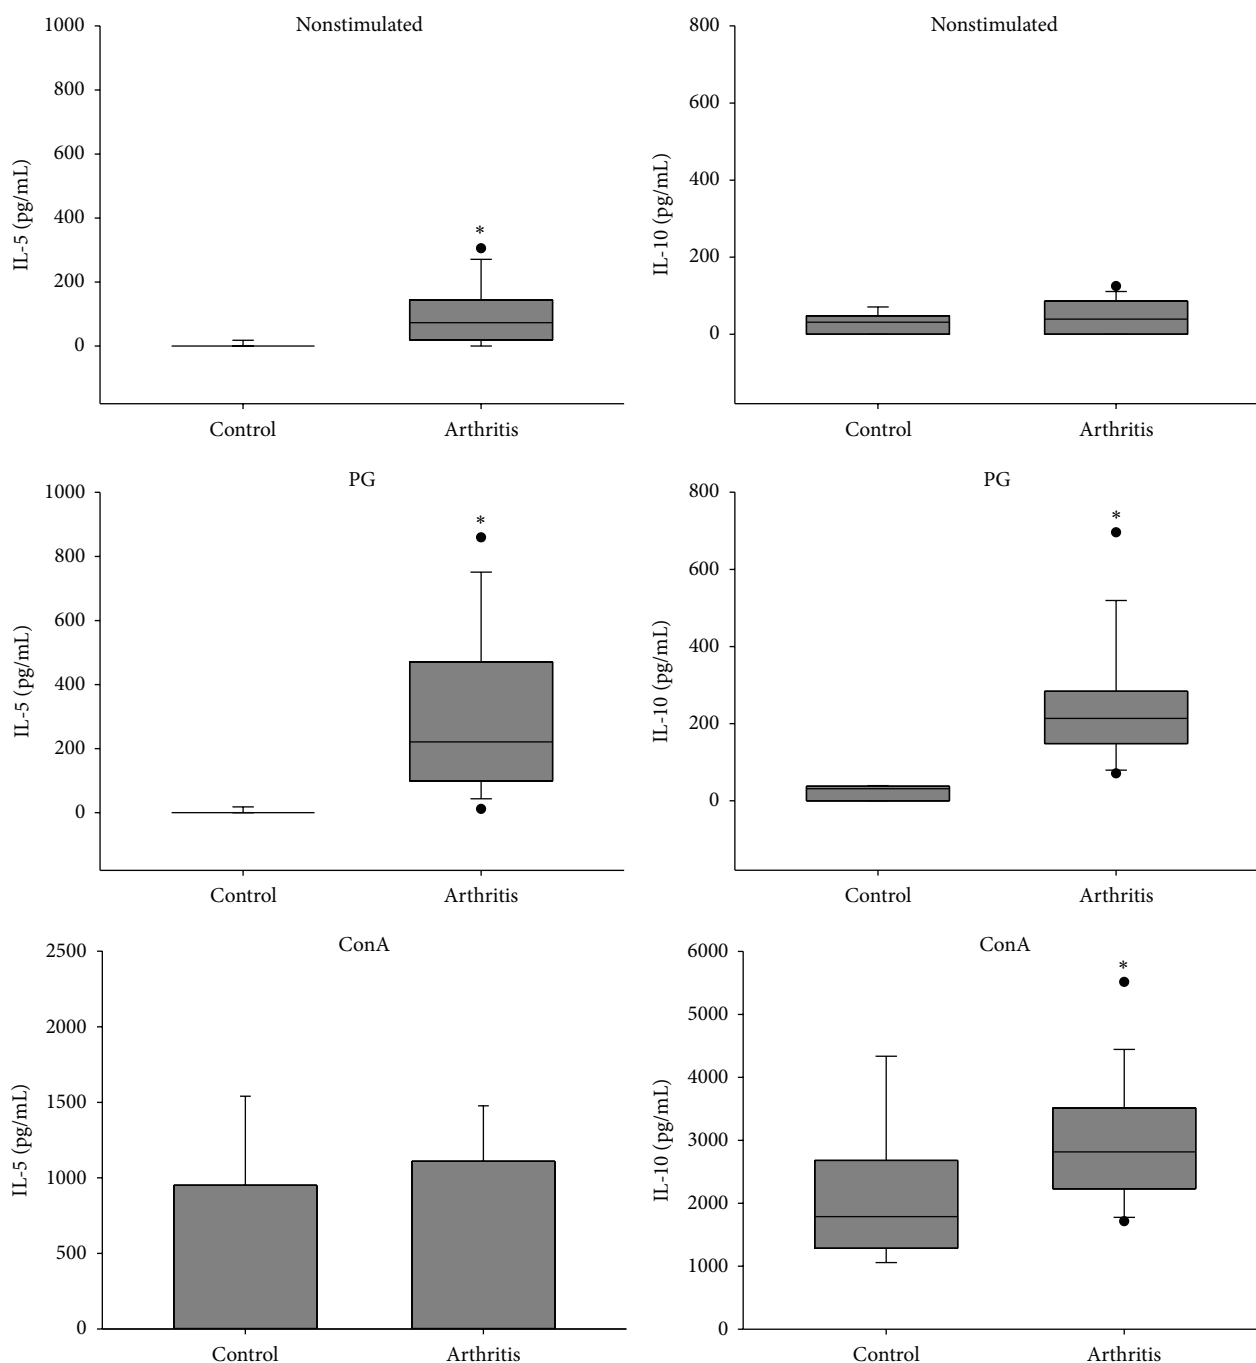 Nonstimulated
1000
800
600
400
200
0
IL-5 (pg/mL)
*
Control Arthritis
Nonstimulated
800
600
400
200
0
IL-10 (pg/mL)
Control Arthritis
PG
1000
800
600
400
200
0
IL-5 (pg/mL)
*
Control Arthritis
PG
800
600
400
200
0
IL-10 (pg/mL)
*
Control Arthritis
ConA
2500
2000
1500
1000
500
0
IL-5 (pg/mL)
Control Arthritis
ConA
6000
5000
4000
3000
2000
1000
0
IL-10 (pg/mL)
*
Control Arthritis